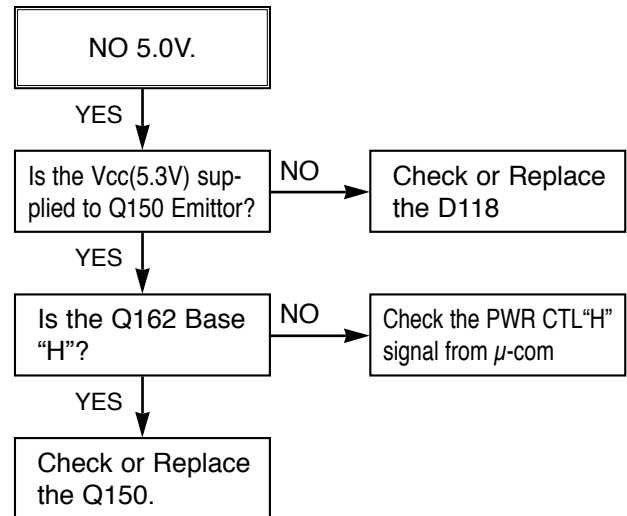 NO 5.0V.
YES
Is the Vcc(5.3V) sup-
plied to Q150 Emittor?
NO
Check or Replace
the D118
YES
Is the Q162 Base
“H”?
NO
Check the PWR CTL“H”
signal from μ-com
YES
Check or Replace
the Q150.